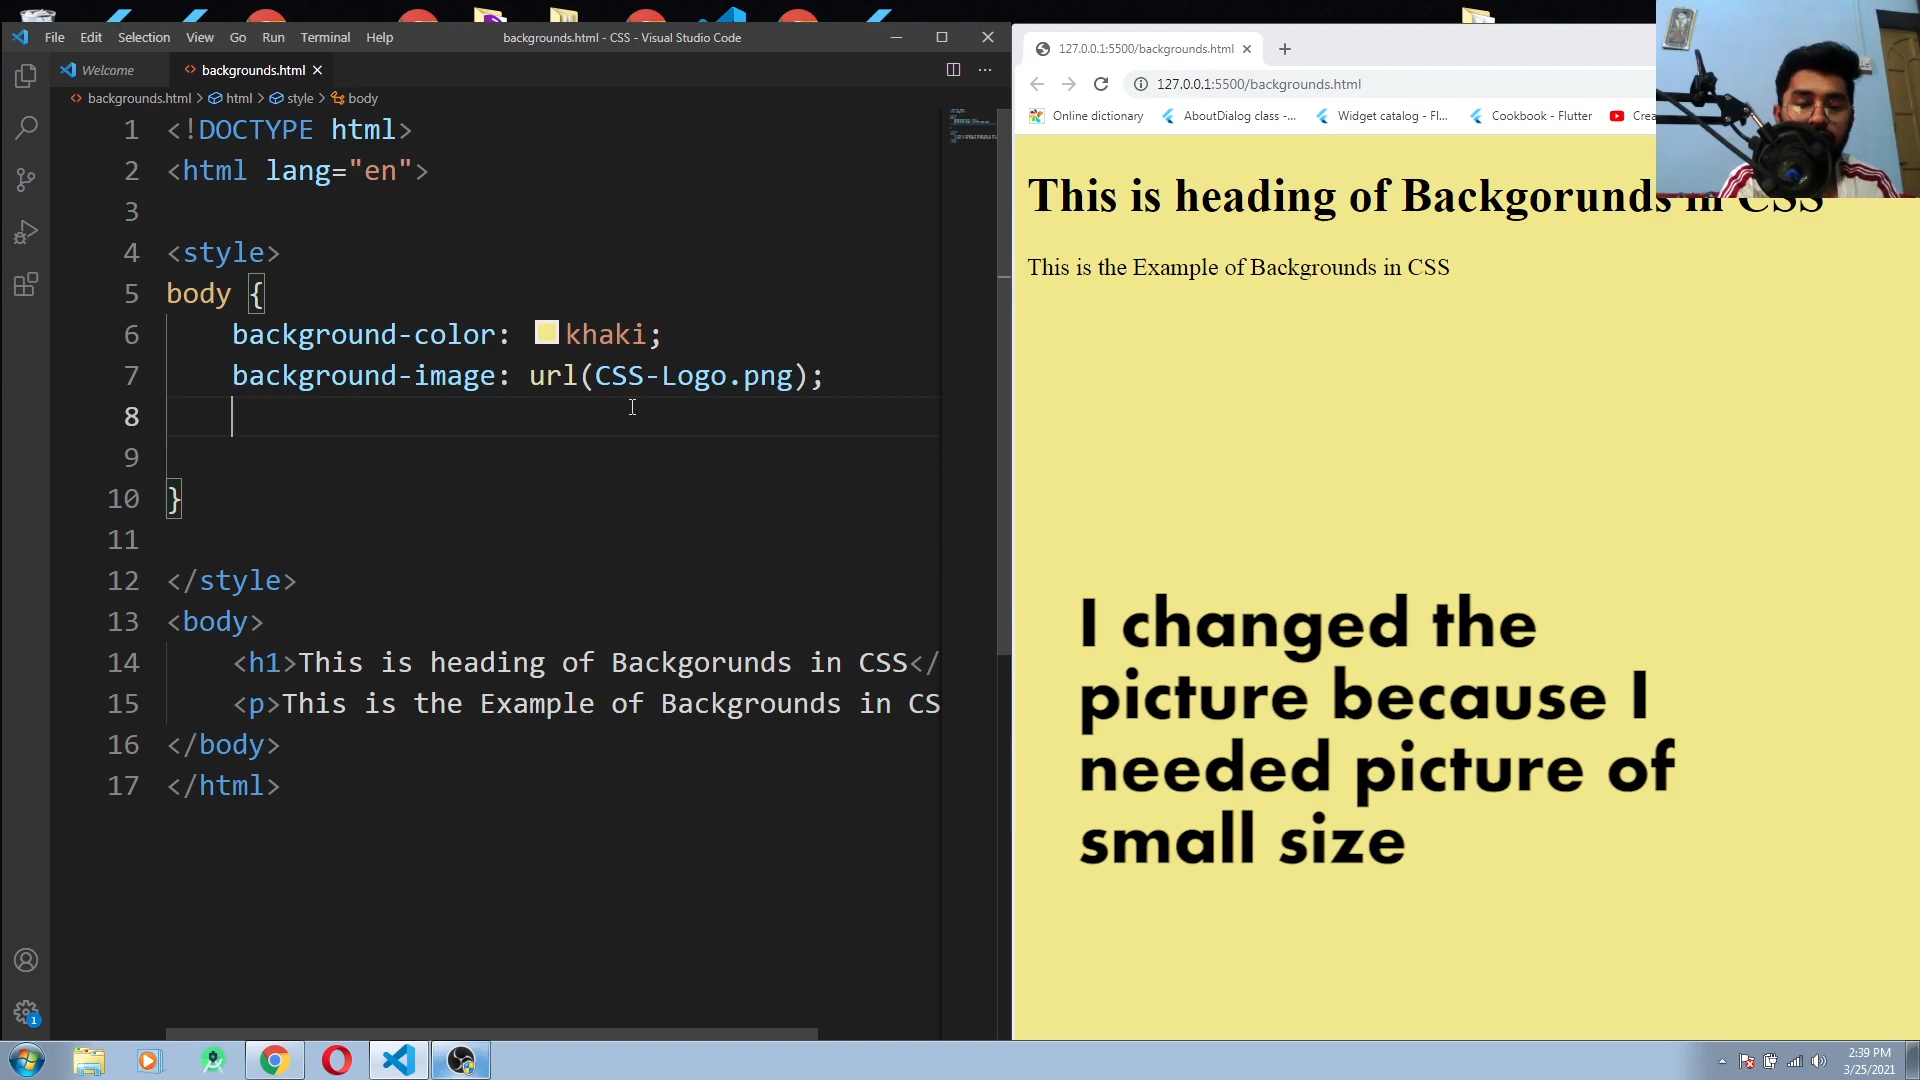 File Edit Selection View Go Run Terminal Help
backgrounds.html - CSS - Visual Studio Code
Welcome
backgrounds.html
backgrounds.html > html > style > body
1 <!DOCTYPE html>
2 <html lang="en">
3
4 <style>
5 body {
6 background-color: khaki;
7 background-image: url(CSS-Logo.png);
8
9
10 }
11
12 </style>
13 <body>
14 <h1>This is heading of Backgorunds in CSS</
15 <p>This is the Example of Backgrounds in CS
16 </body>
17 </html>
1
127.0.0.1:5500/backgrounds.html
127.0.0.1:5500/backgrounds.html
Online dictionary
AboutDialog class -...
Widget catalog - Fl...
Cookbook - Flutter
Crea
This is heading of Backgorunds in CSS
This is the Example of Backgrounds in CSS
I changed the
picture because I
needed picture of
small size
2:39 PM
3/25/2021